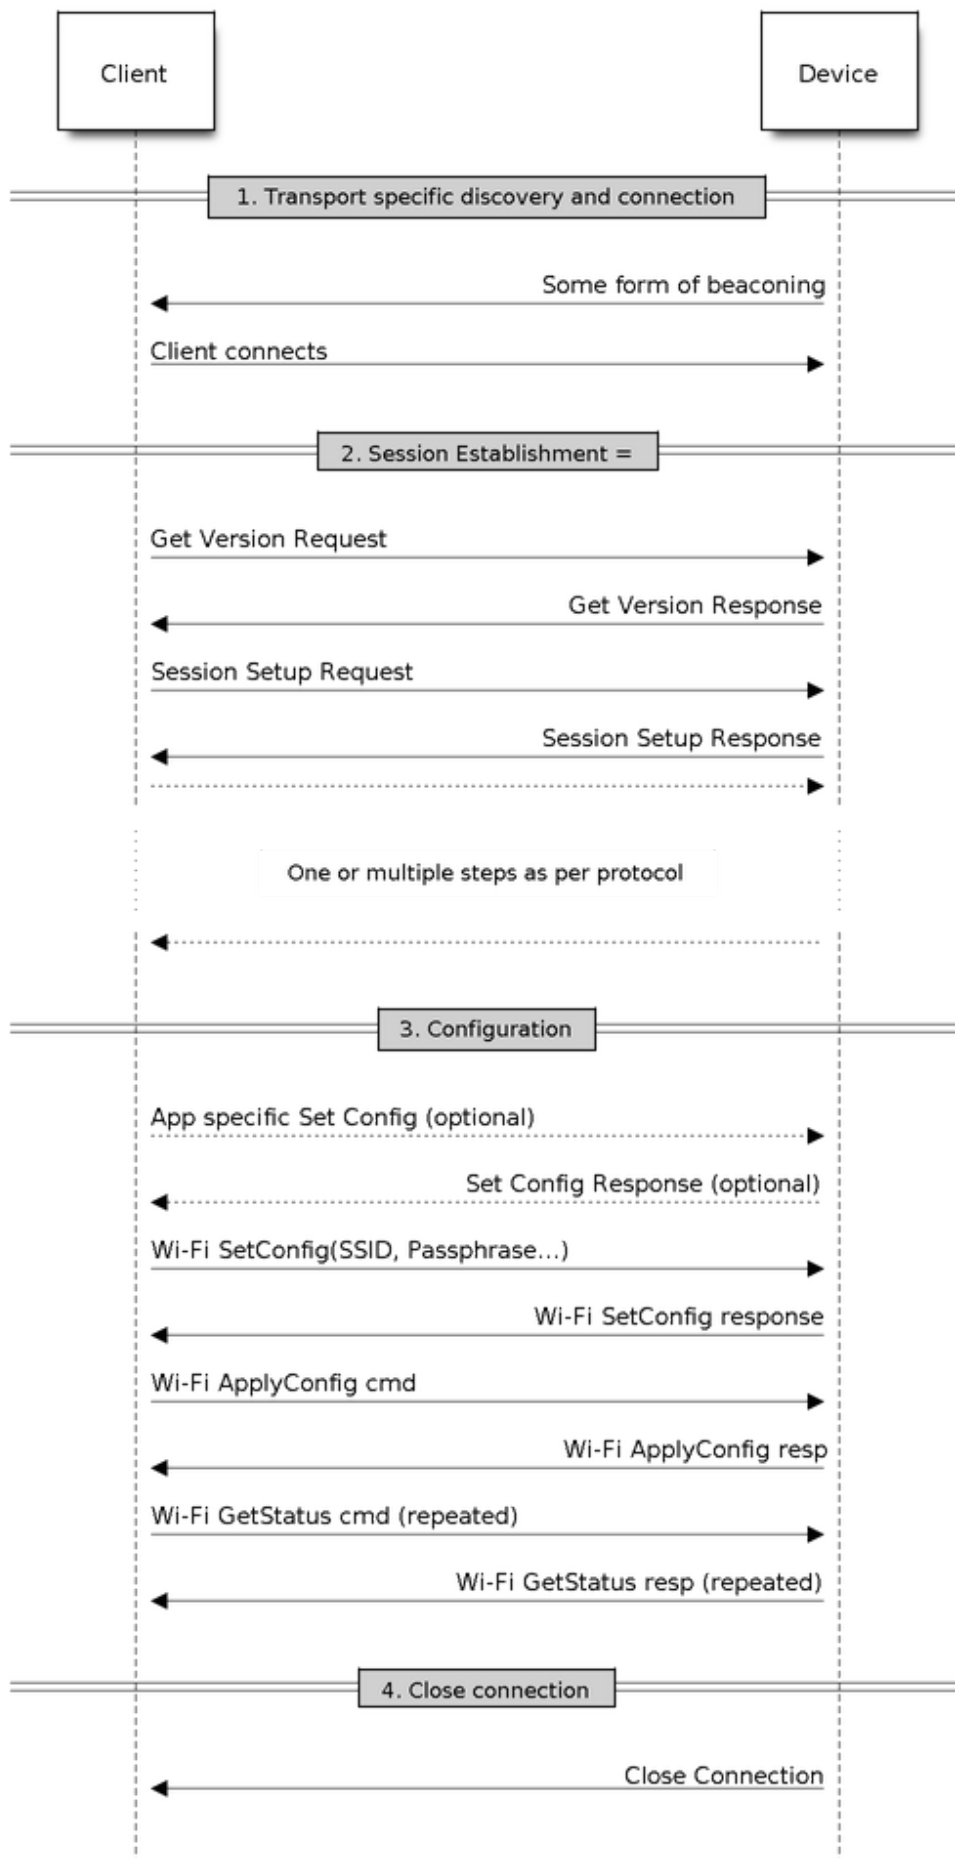 Client
Device
1. Transport specific discovery and connection
Some form of beaconing
Client connects
2. Session Establishment =
Get Version Request
Get Version Response
Session Setup Request
Session Setup Response
One or multiple steps as per protocol
3. Configuration
App specific Set Config (optional)
Set Config Response (optional)
Wi-Fi SetConfig(SSID, Passphrase...)
Wi-Fi SetConfig response
Wi-Fi ApplyConfig cmd
Wi-Fi ApplyConfig resp
Wi-Fi GetStatus cmd (repeated)
Wi-Fi GetStatus resp (repeated)
4. Close connection
Close Connection